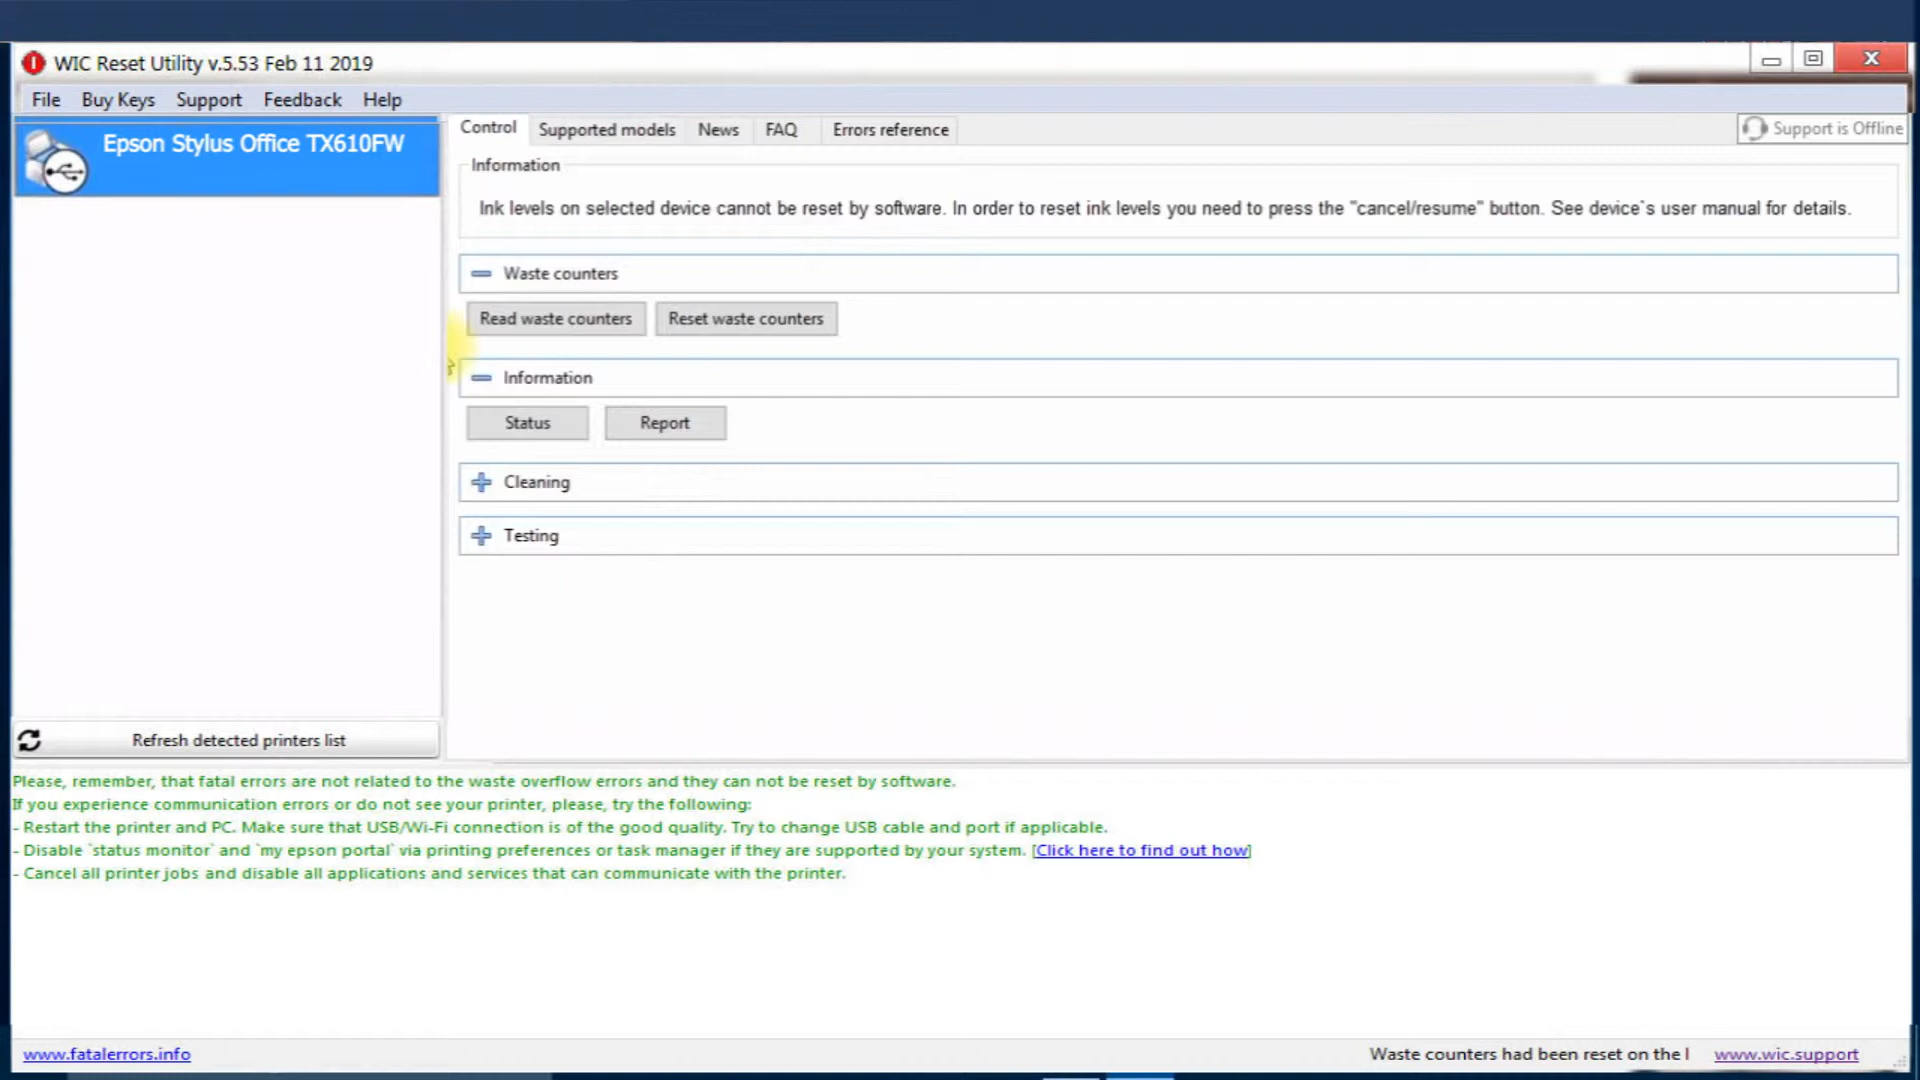 WIC Reset Utility v.5.53 Feb 11 2019
File Buy Keys Support Feedback Help
Epson Stylus Office TX610FW
Control Supported models News FAQ Errors reference
Support is Offline
Information
Ink levels on selected device cannot be reset by software. In order to reset ink levels you need to press the "cancel/resume" button. See device`s user manual for details.
Waste counters
Read waste counters Reset waste counters
Information
Status Report
Cleaning
Testing
Refresh detected printers list
Please, remember, that fatal errors are not related to the waste overflow errors and they can not be reset by software.
If you experience communication errors or do not see your printer, please, try the following:
- Restart the printer and PC. Make sure that USB/Wi-Fi connection is of the good quality. Try to change USB cable and port if applicable.
- Disable `status monitor` and `my epson portal` via printing preferences or task manager if they are supported by your system. [Click here to find out how]
- Cancel all printer jobs and disable all applications and services that can communicate with the printer.
www.fatalerrors.info Waste counters had been reset on the www.wic.support